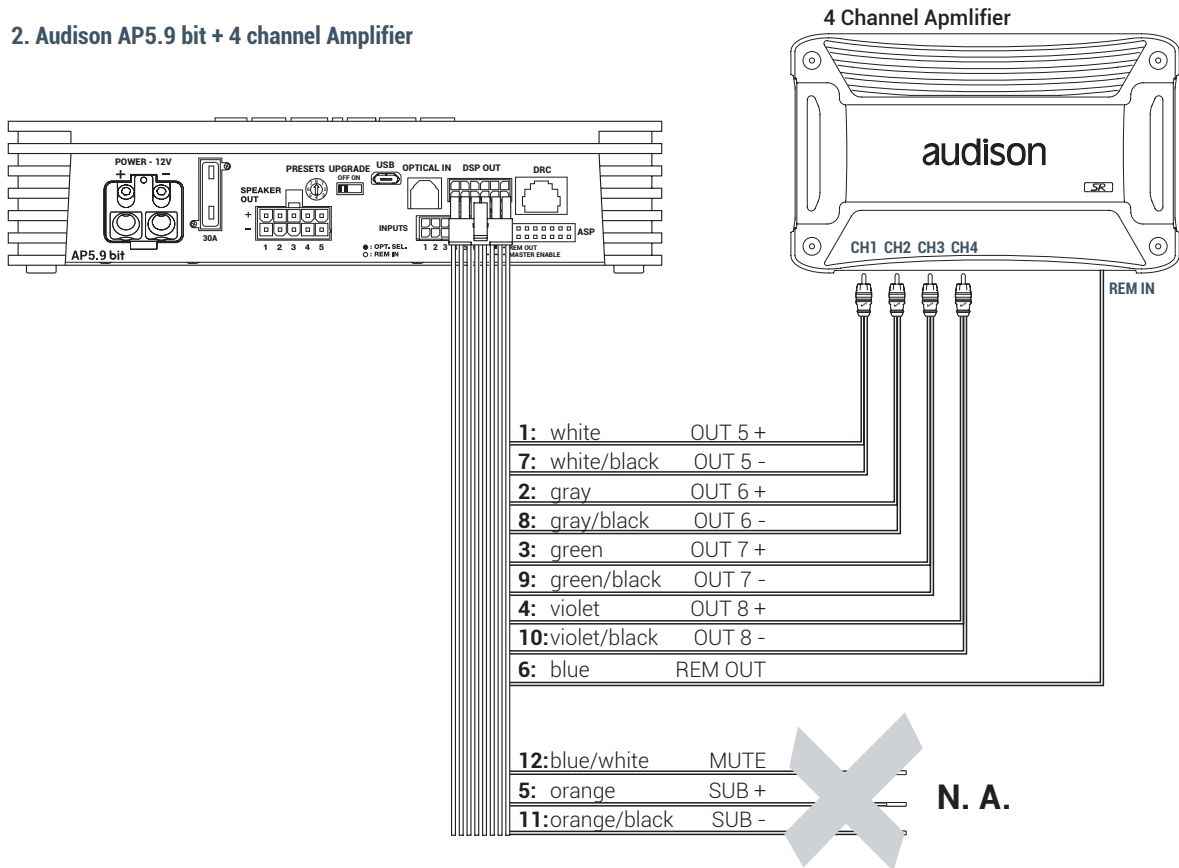 2. Audison AP5.9 bit + 4 channel Amplifier
4 Channel Apmlifier
POWER - 12V
+ -
30A
AP5.9 bit
PRESETS UPGRADE USB OPTICAL IN DSP OUT DRC
OFF ON
SPEAKER
OUT
+
-
1 2 3 4 5
INPUTS
1 2 3
ASP
● : OPT. SEL.
○ : REM IN
REM OUT
MASTER ENABLE
audison
SR
CH1 CH2 CH3 CH4
REM IN
1: white OUT 5 +
7: white/black OUT 5 -
2: gray OUT 6 +
8: gray/black OUT 6 -
3: green OUT 7 +
9: green/black OUT 7 -
4: violet OUT 8 +
10: violet/black OUT 8 -
6: blue REM OUT
12: blue/white MUTE
5: orange SUB +
11: orange/black SUB -
N. A.